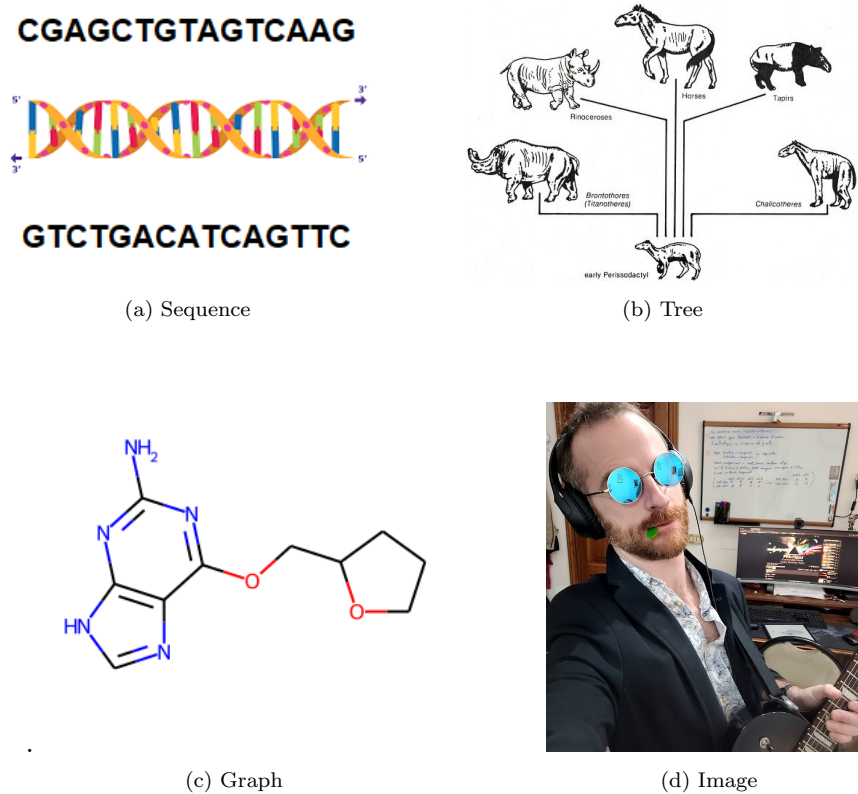 CGAGCTGTAGTCAAG
5'
3'
3'
5'
GTCTGACATCAGTTC
(a) Sequence
Rinoceroses
Horses
Tapirs
Brontothores
(Titanotheres)
Chalicotheres
early Perissodactyl
(b) Tree
NH2
N
N
O
HN
N
O
.
(c) Graph
(d) Image